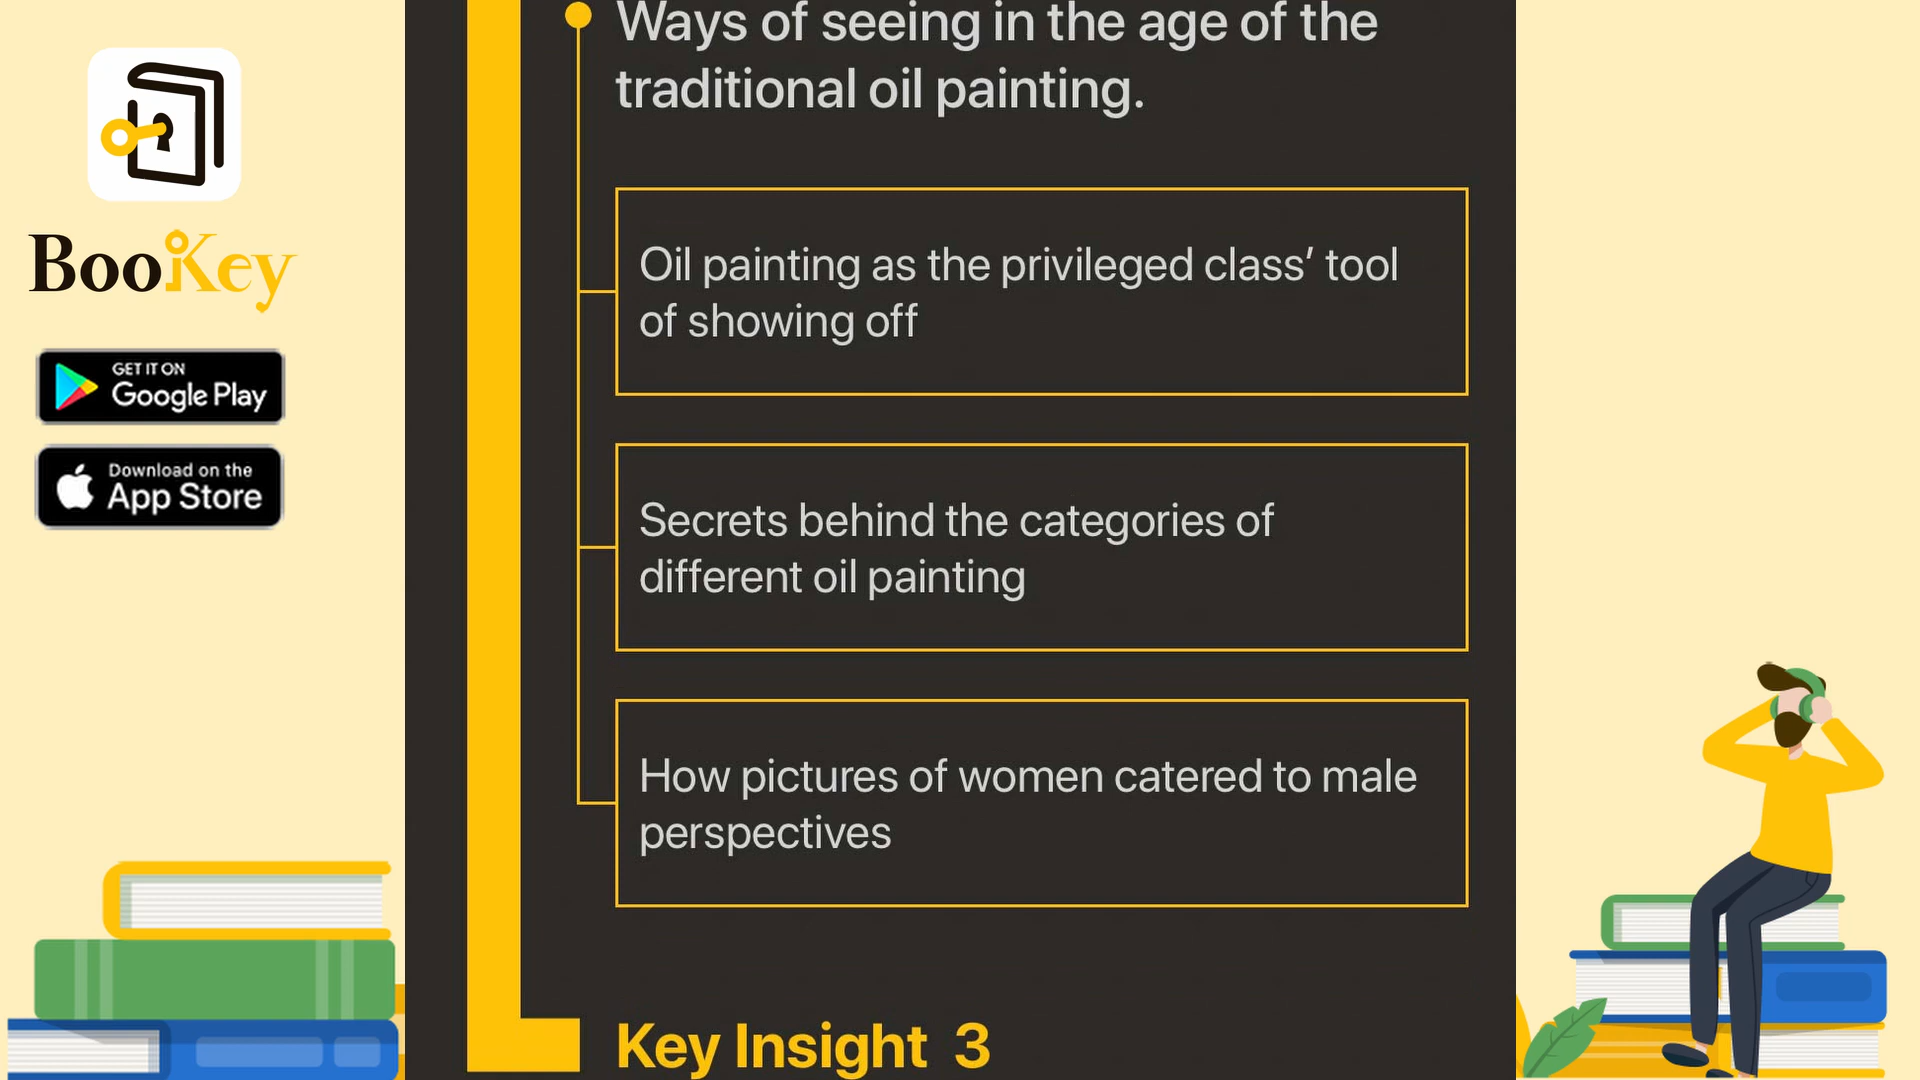 BooKey
GET IT ON
Google Play
Download on the
App Store
Ways of seeing in the age of the
traditional oil painting.
Oil painting as the privileged class’ tool
of showing off
Secrets behind the categories of
different oil painting
How pictures of women catered to male
perspectives
Key Insight 3